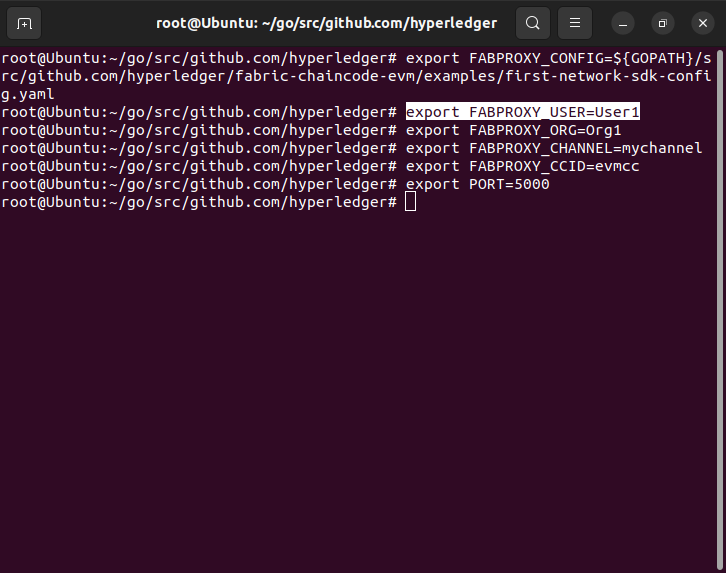 root@Ubuntu: ~/go/src/github.com/hyperledger
root@Ubuntu:~/go/src/github.com/hyperledger# export FABPROXY_CONFIG=${GOPATH}/s
rc/github.com/hyperledger/fabric-chaincode-evm/examples/first-network-sdk-confi
g.yaml
root@Ubuntu:~/go/src/github.com/hyperledger# export FABPROXY_USER=User1
root@Ubuntu:~/go/src/github.com/hyperledger# export FABPROXY_ORG=Org1
root@Ubuntu:~/go/src/github.com/hyperledger# export FABPROXY_CHANNEL=mychannel
root@Ubuntu:~/go/src/github.com/hyperledger# export FABPROXY_CCID=evmcc
root@Ubuntu:~/go/src/github.com/hyperledger# export PORT=5000
root@Ubuntu:~/go/src/github.com/hyperledger#